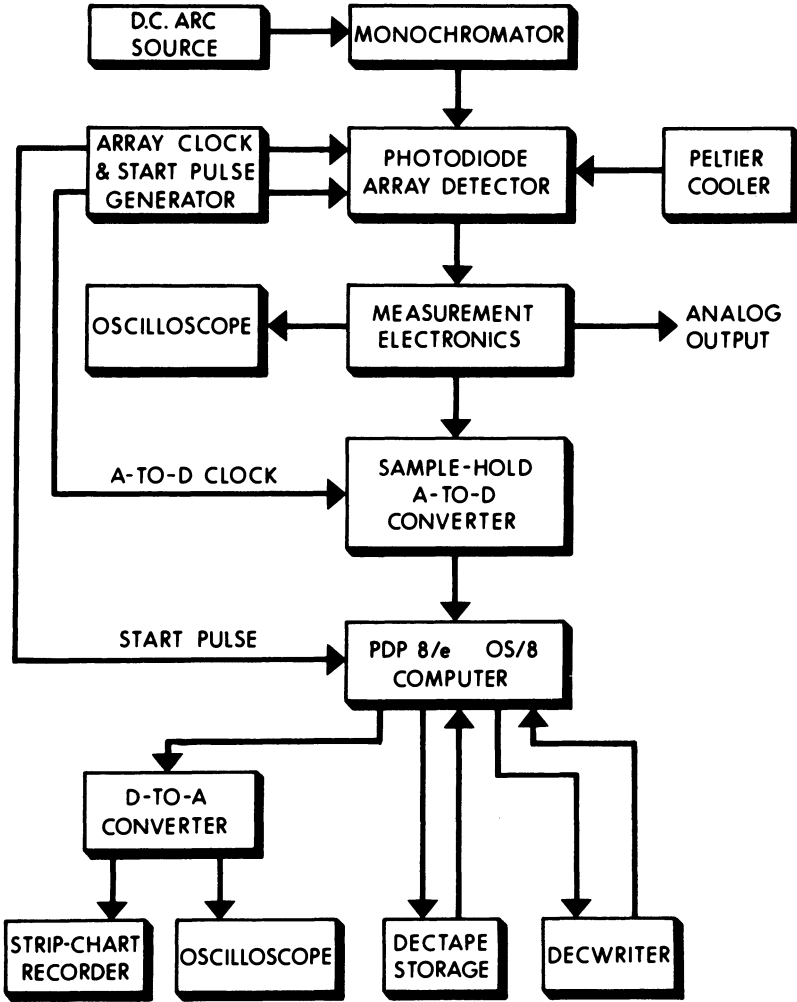 D.C. ARC
SOURCE
MONOCHROMATOR
ARRAY CLOCK
& START PULSE
GENERATOR
PHOTODIODE
ARRAY DETECTOR
PELTIER
COOLER
OSCILLOSCOPE
MEASUREMENT
ELECTRONICS
ANALOG
OUTPUT
A-TO-D CLOCK
SAMPLE-HOLD
A-TO-D
CONVERTER
START PULSE
PDP 8/e OS/8
COMPUTER
D-TO-A
CONVERTER
STRIP-CHART
RECORDER
OSCILLOSCOPE
DECTAPE
STORAGE
DECWRITER